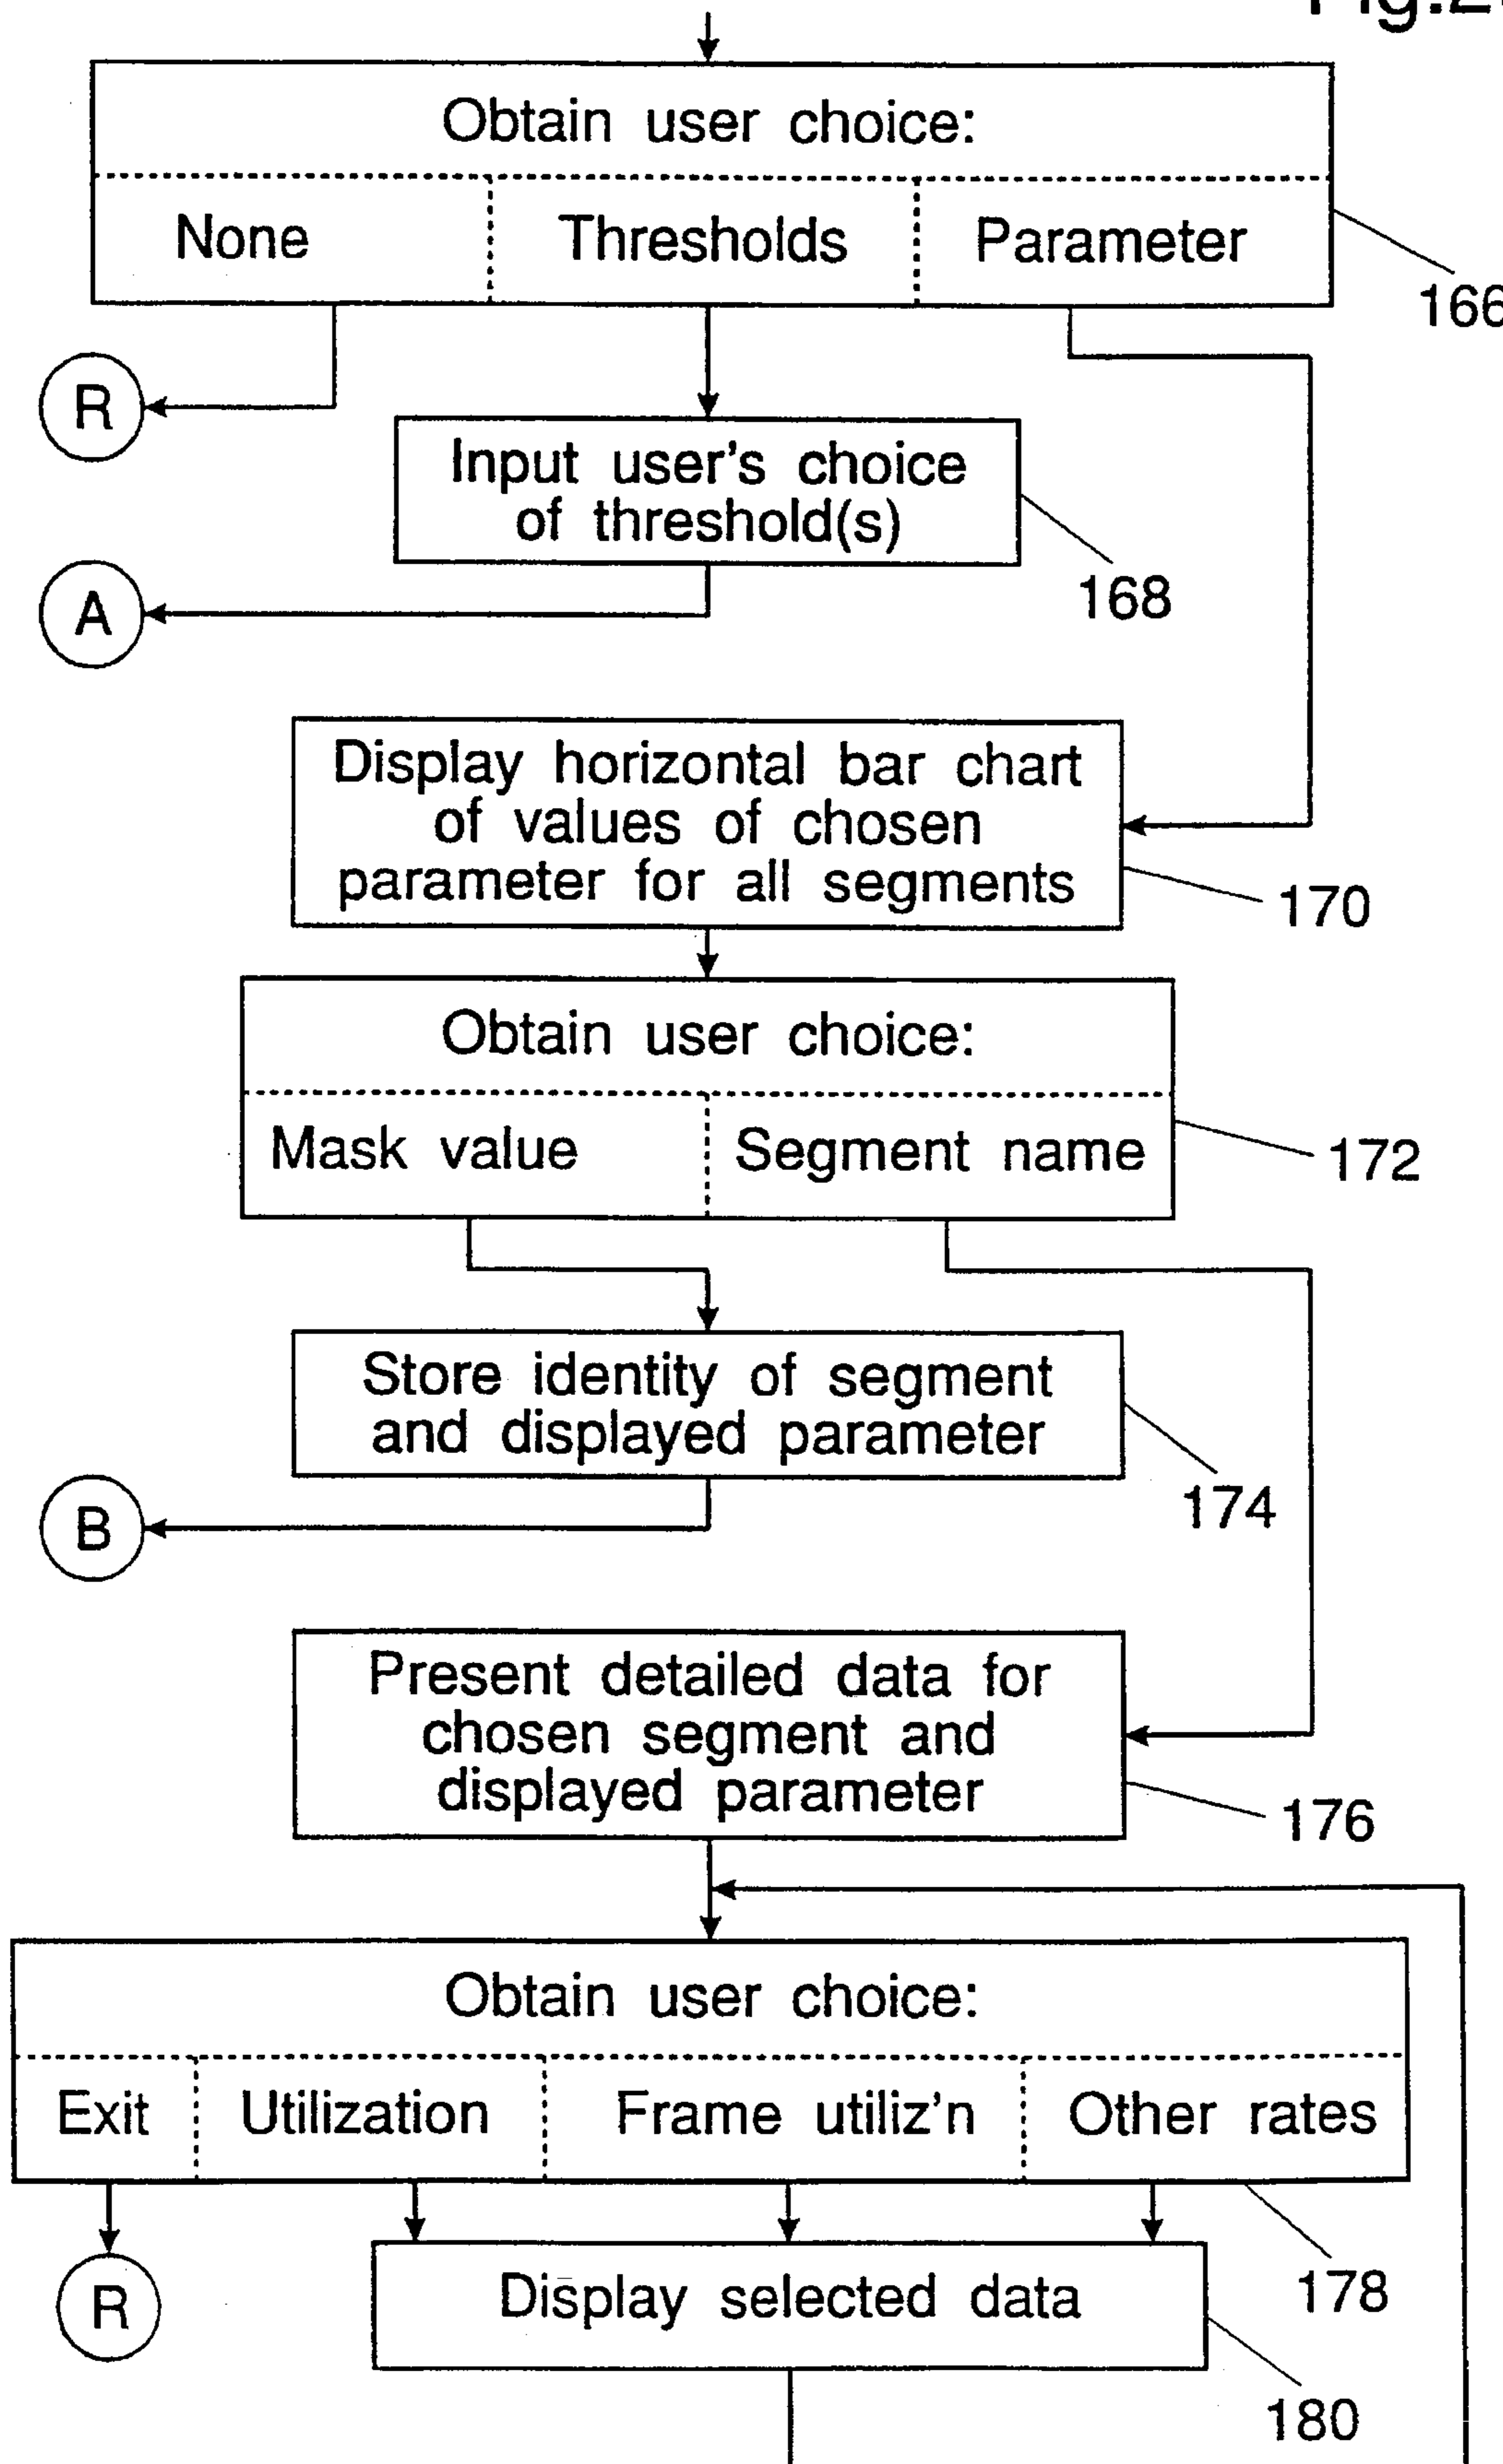 Obtain user choice:
None Thresholds Parameter
166
R
Input user's choice
of threshold(s)
168
A
Display horizontal bar chart
of values of chosen
parameter for all segments
170
Obtain user choice:
Mask value Segment name
172
Store identity of segment
and displayed parameter
174
B
Present detailed data for
chosen segment and
displayed parameter
176
Obtain user choice:
Exit Utilization Frame utiliz'n Other rates
178
R
Display selected data
180